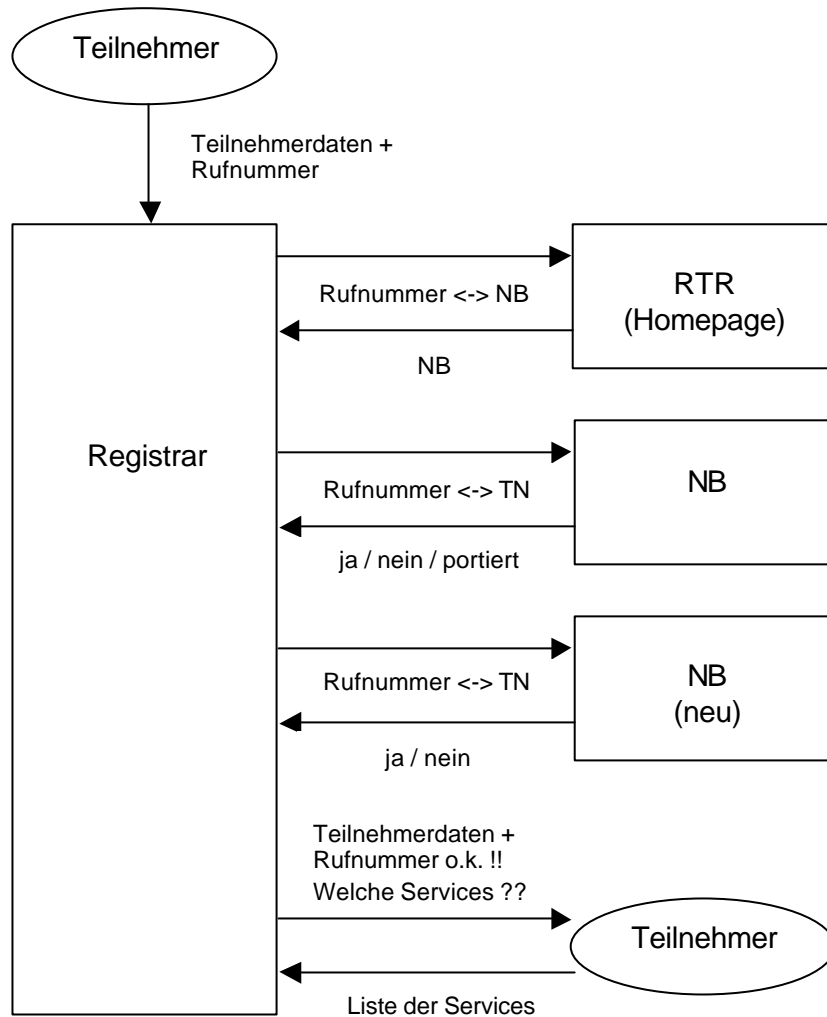 Teilnehmer
Teilnehmerdaten +
Rufnummer
Registrar
Rufnummer <-> NB
NB
RTR
(Homepage)
Rufnummer <-> TN
ja / nein / portiert
NB
Rufnummer <-> TN
ja / nein
NB
(neu)
Teilnehmerdaten +
Rufnummer o.k. !!
Welche Services ??
Teilnehmer
Liste der Services